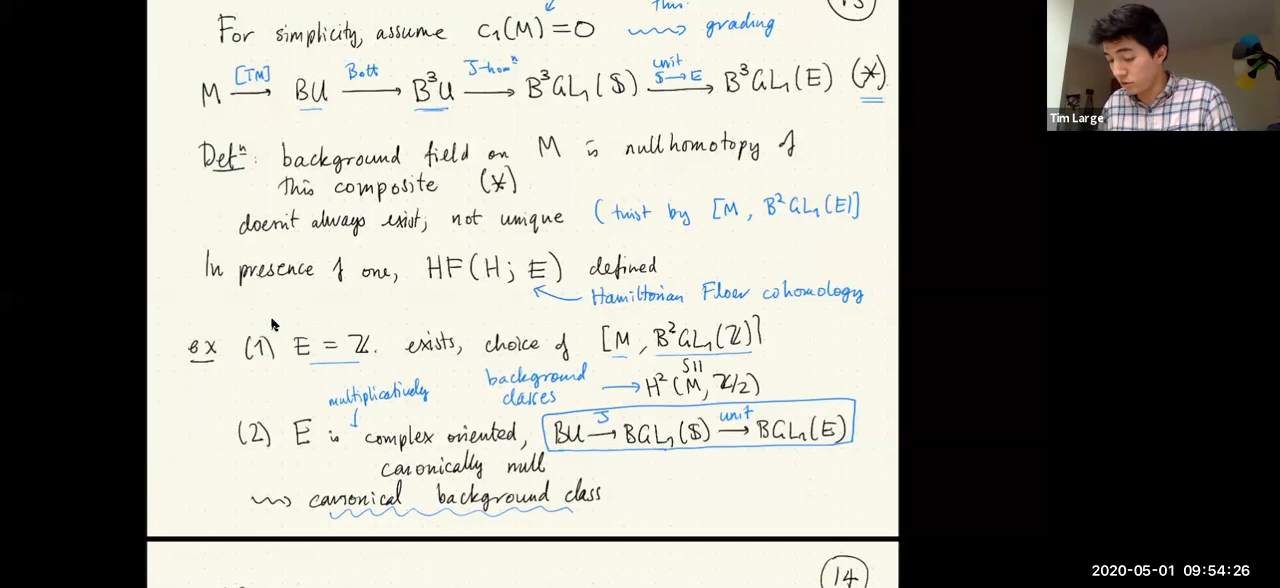 13
For simplicity, assume c₁(M) = 0 ⟿ grading
M →[TM] BU →Bott B³U →J-homⁿ B³GL₁(𝕊) →unit 𝕊→E B³GL₁(E) (*)
Defⁿ: background field on M is nullhomotopy of
this composite (*)
doesn't always exist, not unique (twist by [M, B²GL₁(E)]
In presence of one, HF(H; E) defined
Hamiltonian Floer cohomology
ex (1) E = ℤ. exists, choice of [M, B²GL₁(ℤ)]
background classes → H²(M, ℤ/2)
multiplicatively
(2) E is complex oriented, BU →J BGL₁(𝕊) →unit BGL₁(E)
canonically null
⟿ canonical background class
14
Tim Large
2020-05-01 09:54:26